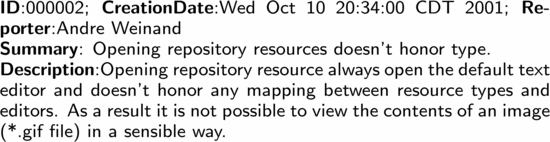 ID:000002; CreationDate:Wed Oct 10 20:34:00 CDT 2001; Re-
porter:Andre Weinand
Summary: Opening repository resources doesn't honor type.
Description:Opening repository resource always open the default text
editor and doesn't honor any mapping between resource types and
editors. As a result it is not possible to view the contents of an image
(*.gif file) in a sensible way.